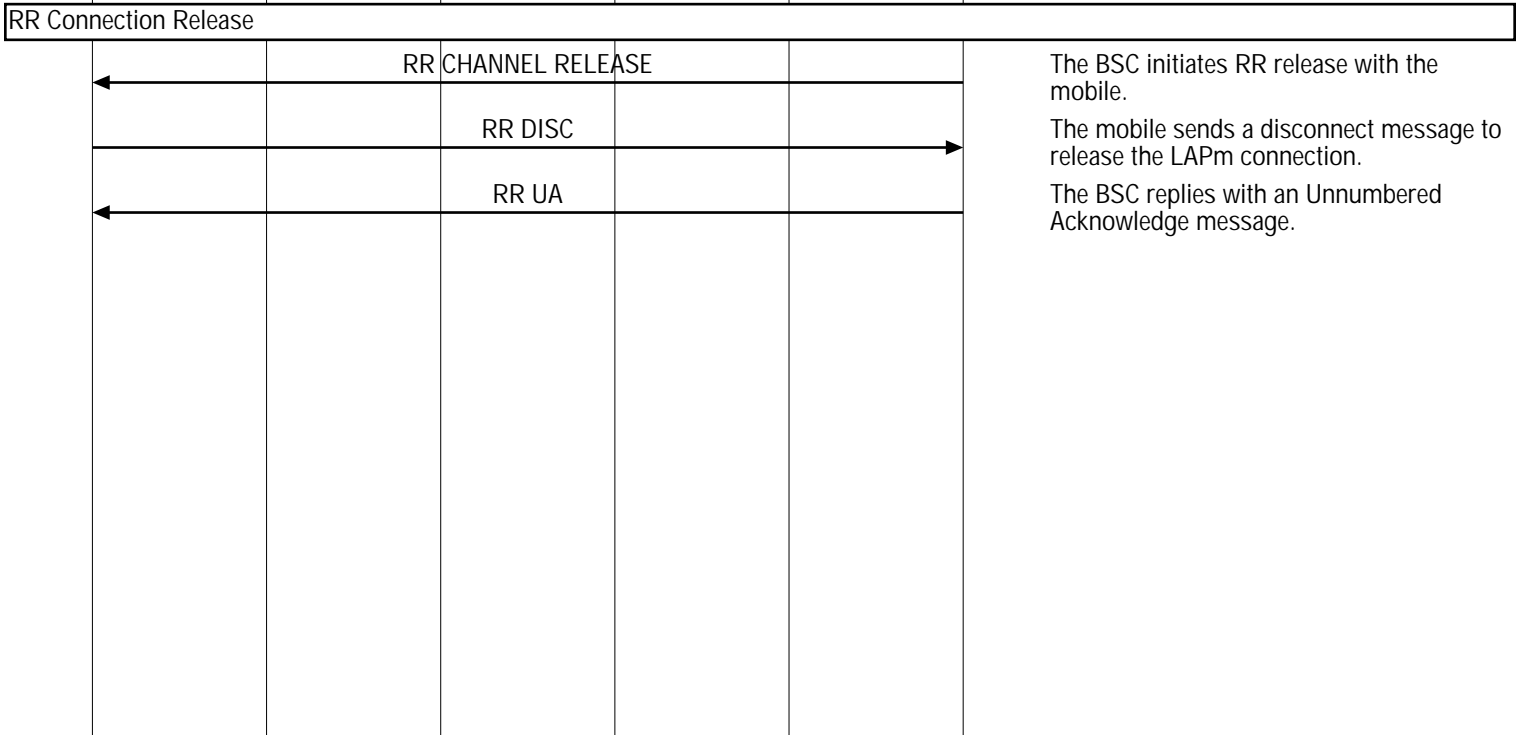 RR Connection Release
RR CHANNEL RELEASE
The BSC initiates RR release with the
mobile.
RR DISC
The mobile sends a disconnect message to
release the LAPm connection.
RR UA
The BSC replies with an Unnumbered
Acknowledge message.